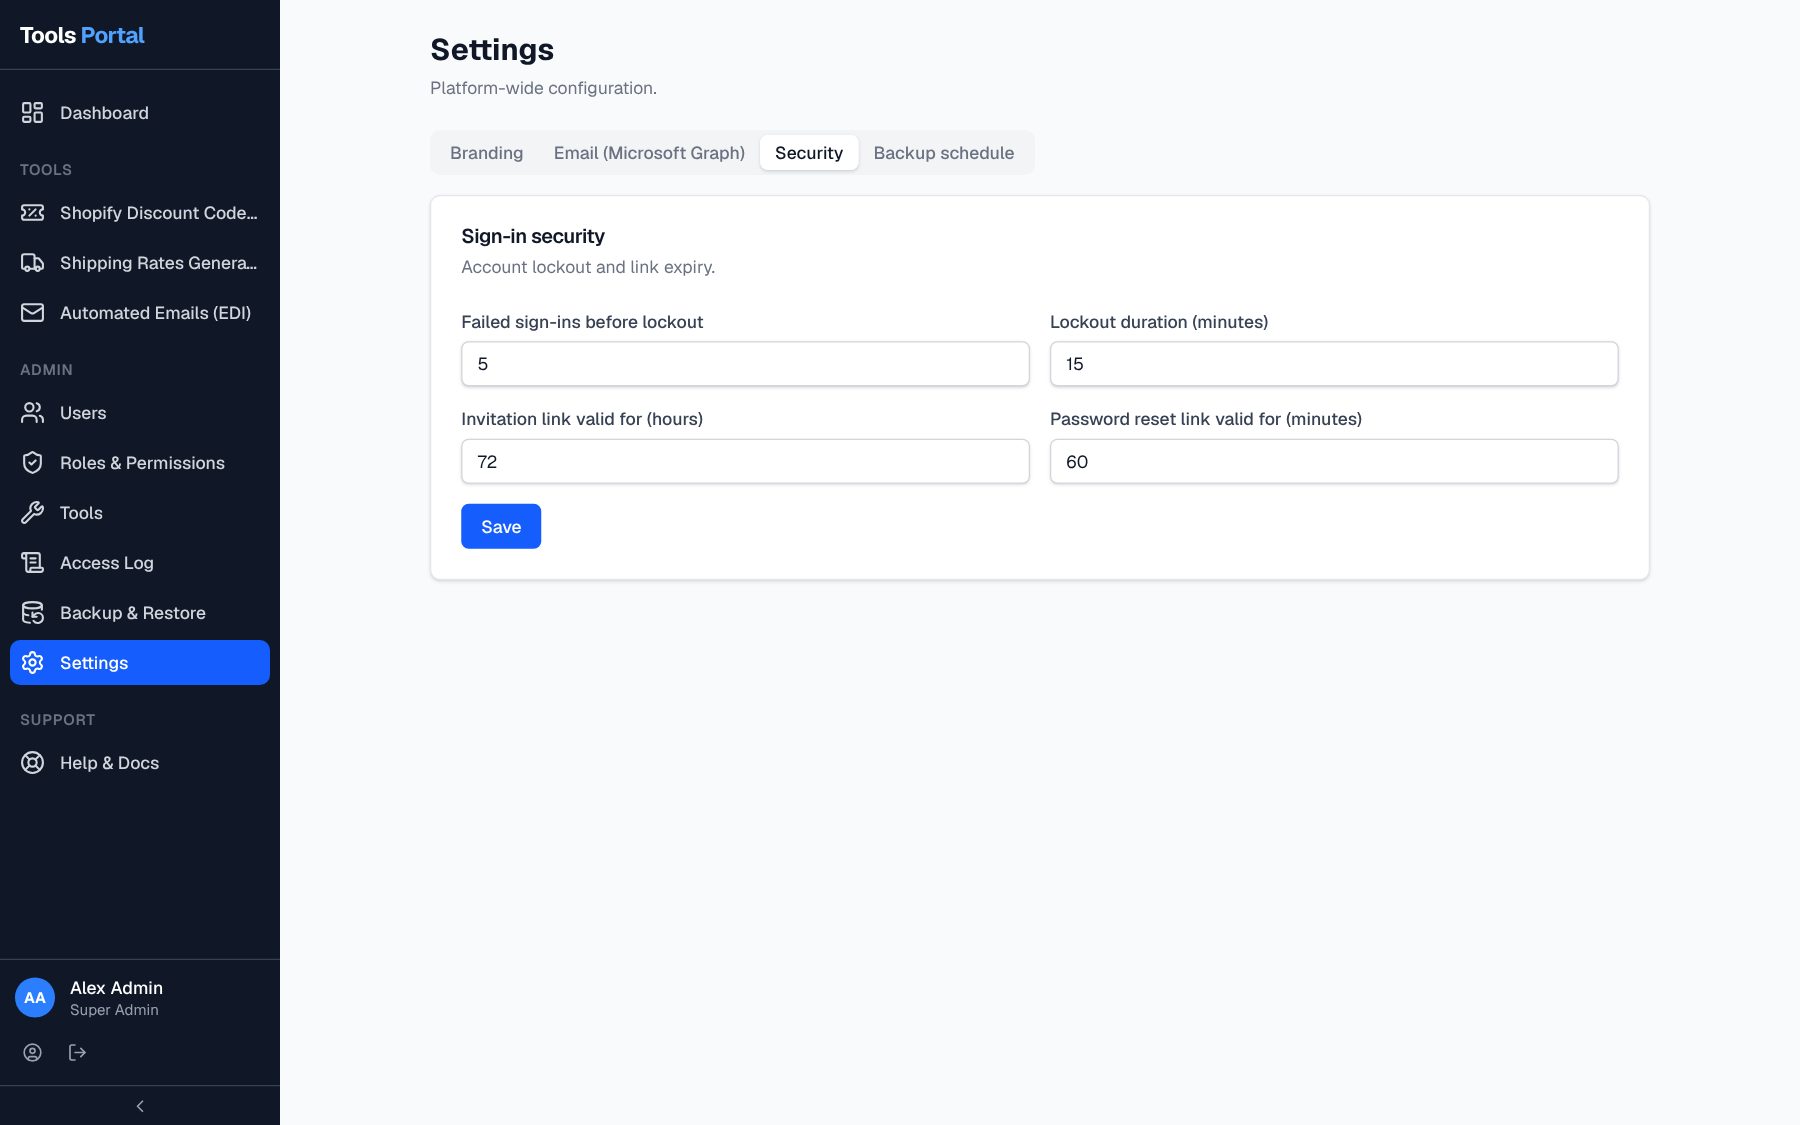 Tools Portal
Dashboard
TOOLS
Shopify Discount Code...
Shipping Rates Genera...
Automated Emails (EDI)
ADMIN
Users
Roles & Permissions
Tools
Access Log
Backup & Restore
Settings
SUPPORT
Help & Docs
AA
Alex Admin
Super Admin
Settings
Platform-wide configuration.
Branding Email (Microsoft Graph) Security Backup schedule
Sign-in security
Account lockout and link expiry.
Failed sign-ins before lockout
5
Lockout duration (minutes)
15
Invitation link valid for (hours)
72
Password reset link valid for (minutes)
60
Save